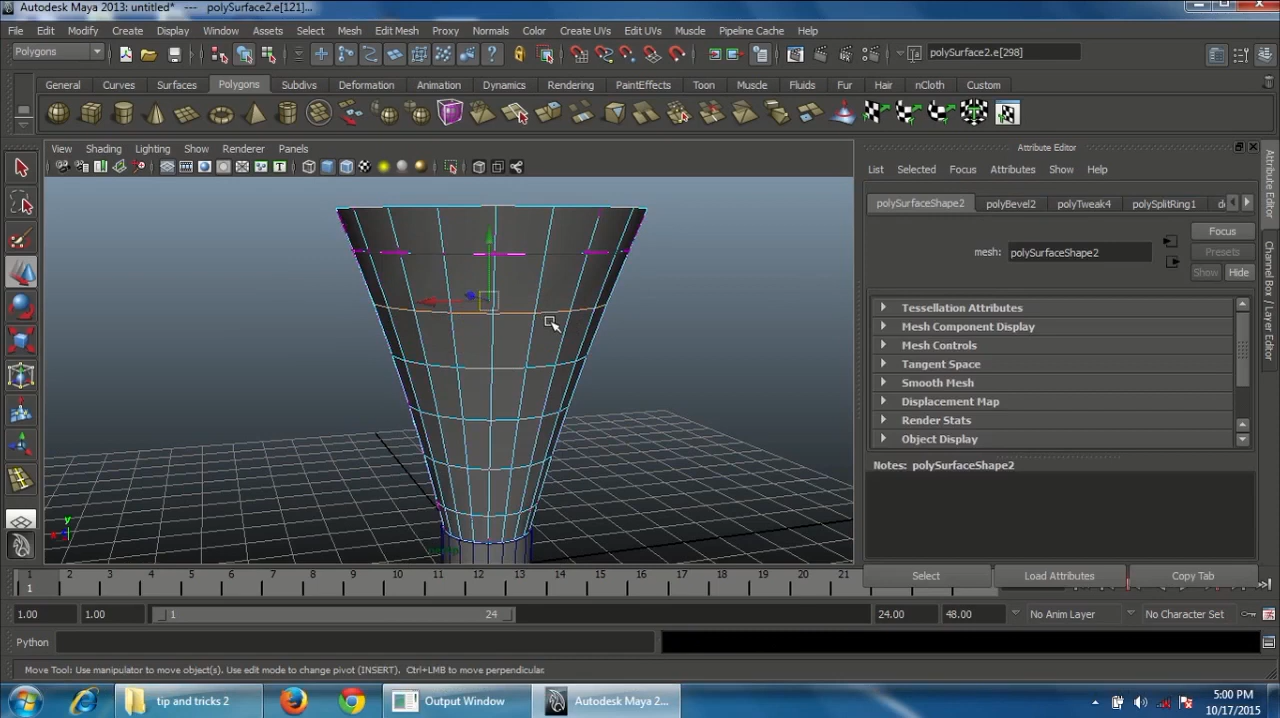 Autodesk Maya 2013: untitled* --- polySurface2.e[121]...
File Edit Modify Create Display Window Assets Select Mesh Edit Mesh Proxy Normals Color Create UVs Edit UVs Muscle Pipeline Cache Help
Polygons
polySurface2.e[298]
General Curves Surfaces Polygons Subdivs Deformation Animation Dynamics Rendering PaintEffects Toon Muscle Fluids Fur Hair nCloth Custom
View Shading Lighting Show Renderer Panels
Attribute Editor
List Selected Focus Attributes Show Help
polySurfaceShape2 polyBevel2 polyTweak4 polySplitRing1
Focus
mesh: polySurfaceShape2
Presets
Show Hide
Tessellation Attributes
Mesh Component Display
Mesh Controls
Tangent Space
Smooth Mesh
Displacement Map
Render Stats
Object Display
Notes: polySurfaceShape2
Select Load Attributes Copy Tab
Attribute Editor
Channel Box / Layer Editor
y
x
persp
1 2 3 4 5 6 7 8 9 10 11 12 13 14 15 16 17 18 19 20 21
1
1.00 1.00 1 24 24.00 48.00 No Anim Layer No Character Set
Python
Move Tool: Use manipulator to move object(s). Use edit mode to change pivot (INSERT). Ctrl+LMB to move perpendicular.
tip and tricks 2 Output Window Autodesk Maya 2...
5:00 PM
10/17/2015